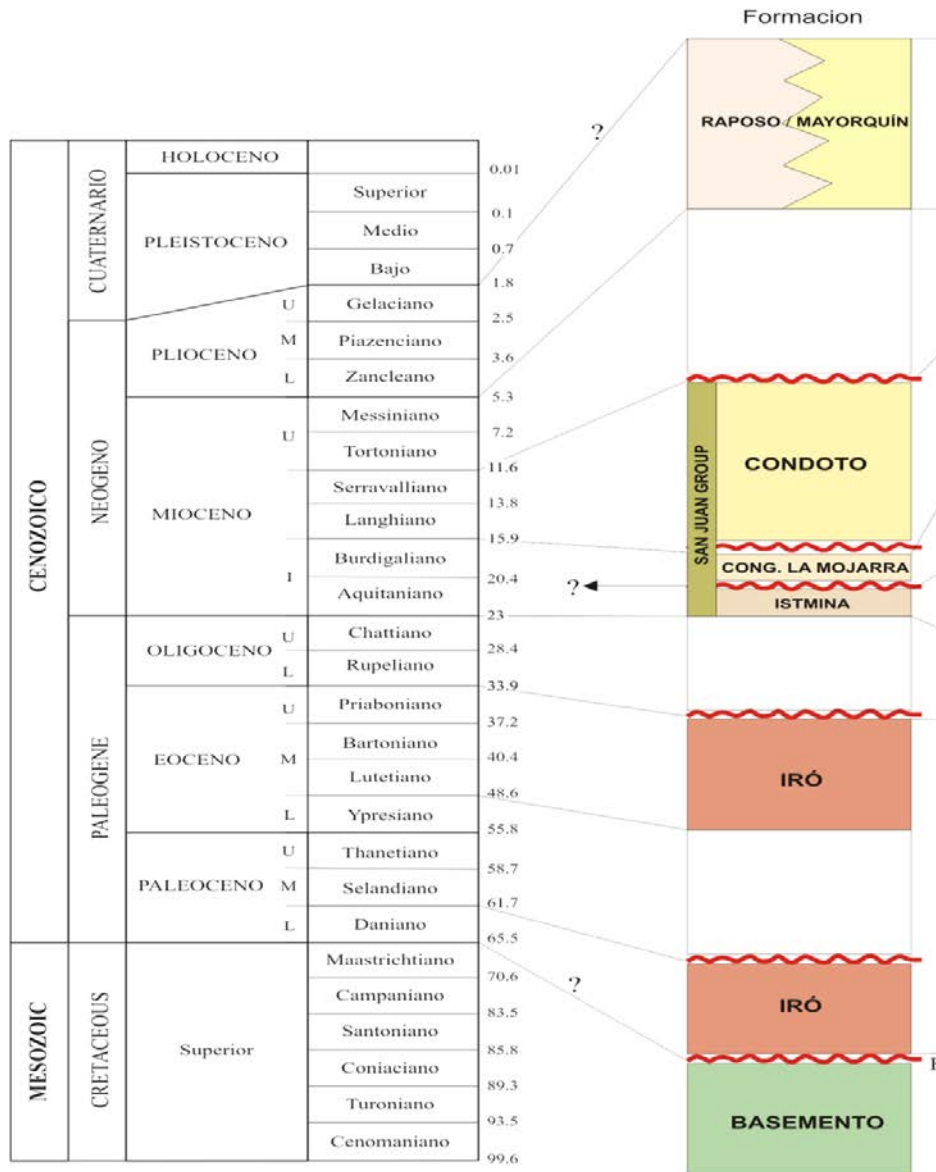 Formacion
RAPOSO / MAYORQUÍN
?
HOLOCENO
0.01
CUATERNARIO
PLEISTOCENO
Superior
0.1
Medio
0.7
Bajo
1.8
U
Gelaciano
2.5
CENOZOICO
NEOGENO
PLIOCENO
M
Piazenciano
3.6
L
Zancleano
5.3
MIOCENO
U
Messiniano
7.2
Tortoniano
11.6
Serravalliano
13.8
Langhiano
15.9
I
Burdigaliano
20.4
Aquitaniano
23
?
SAN JUAN GROUP
CONDOTO
CONG. LA MOJARRA
ISTMINA
PALEOGENE
OLIGOCENO
U
Chattiano
28.4
L
Rupeliano
33.9
EOCENO
U
Priaboniano
37.2
M
Bartoniano
40.4
Lutetiano
48.6
L
Ypresiano
55.8
IRÓ
PALEOCENO
U
Thanetiano
58.7
M
Selandiano
61.7
L
Daniano
65.5
MESOZOIC
CRETACEOUS
Superior
Maastrichtiano
70.6
Campaniano
83.5
Santoniano
85.8
Coniaciano
89.3
Turoniano
93.5
Cenomaniano
99.6
?
IRÓ
BASEMENTO